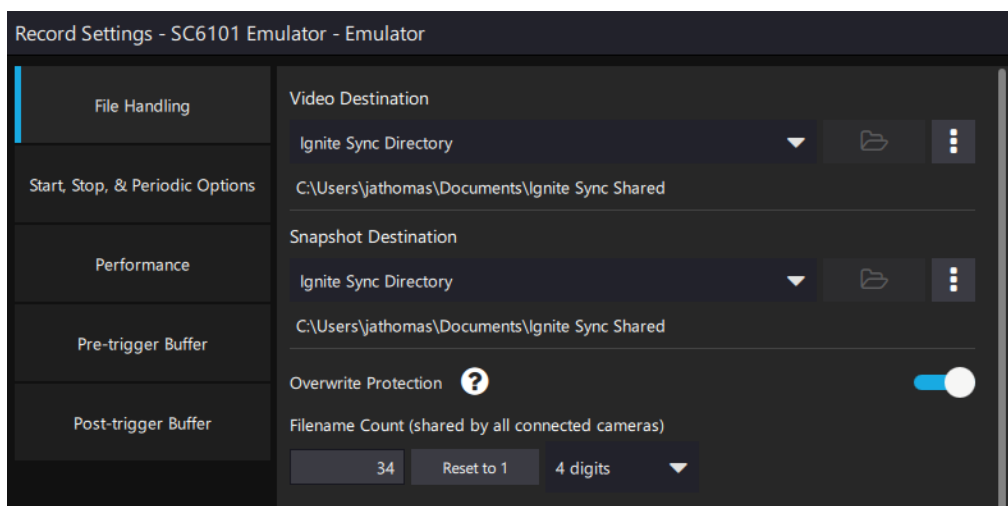 Record Settings - SC6101 Emulator - Emulator
File Handling
Start, Stop, & Periodic Options
Performance
Pre-trigger Buffer
Post-trigger Buffer
Video Destination
Ignite Sync Directory
C:\Users\jathomas\Documents\Ignite Sync Shared
Snapshot Destination
Ignite Sync Directory
C:\Users\jathomas\Documents\Ignite Sync Shared
Overwrite Protection ?
Filename Count (shared by all connected cameras)
34 Reset to 1 4 digits